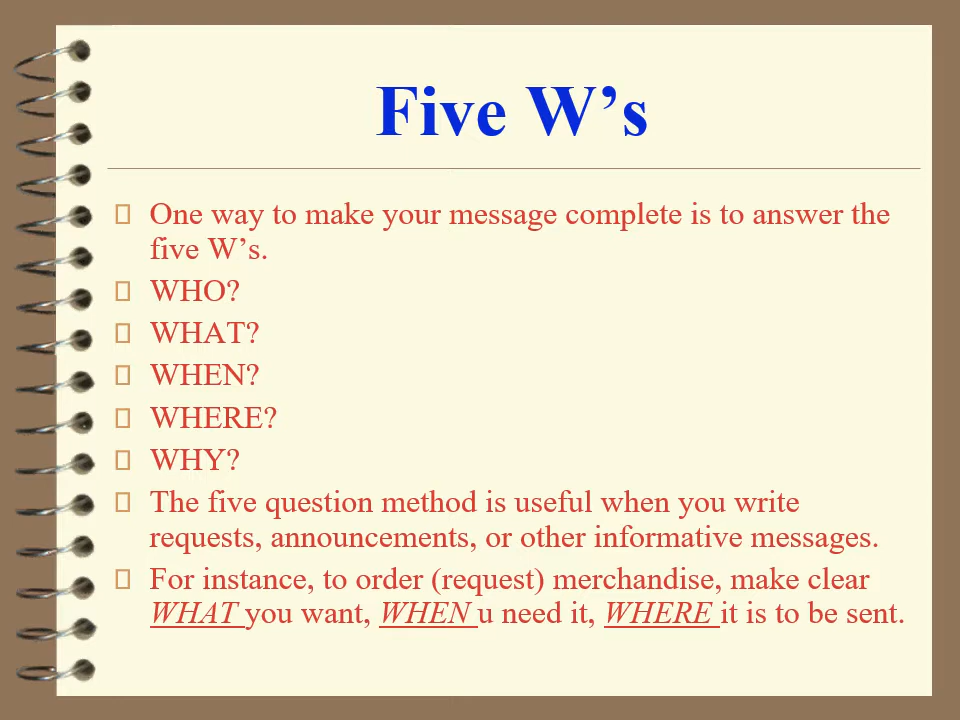 Five W’s
One way to make your message complete is to answer the
five W’s.
WHO?
WHAT?
WHEN?
WHERE?
WHY?
The five question method is useful when you write
requests, announcements, or other informative messages.
For instance, to order (request) merchandise, make clear
WHAT you want, WHEN u need it, WHERE it is to be sent.